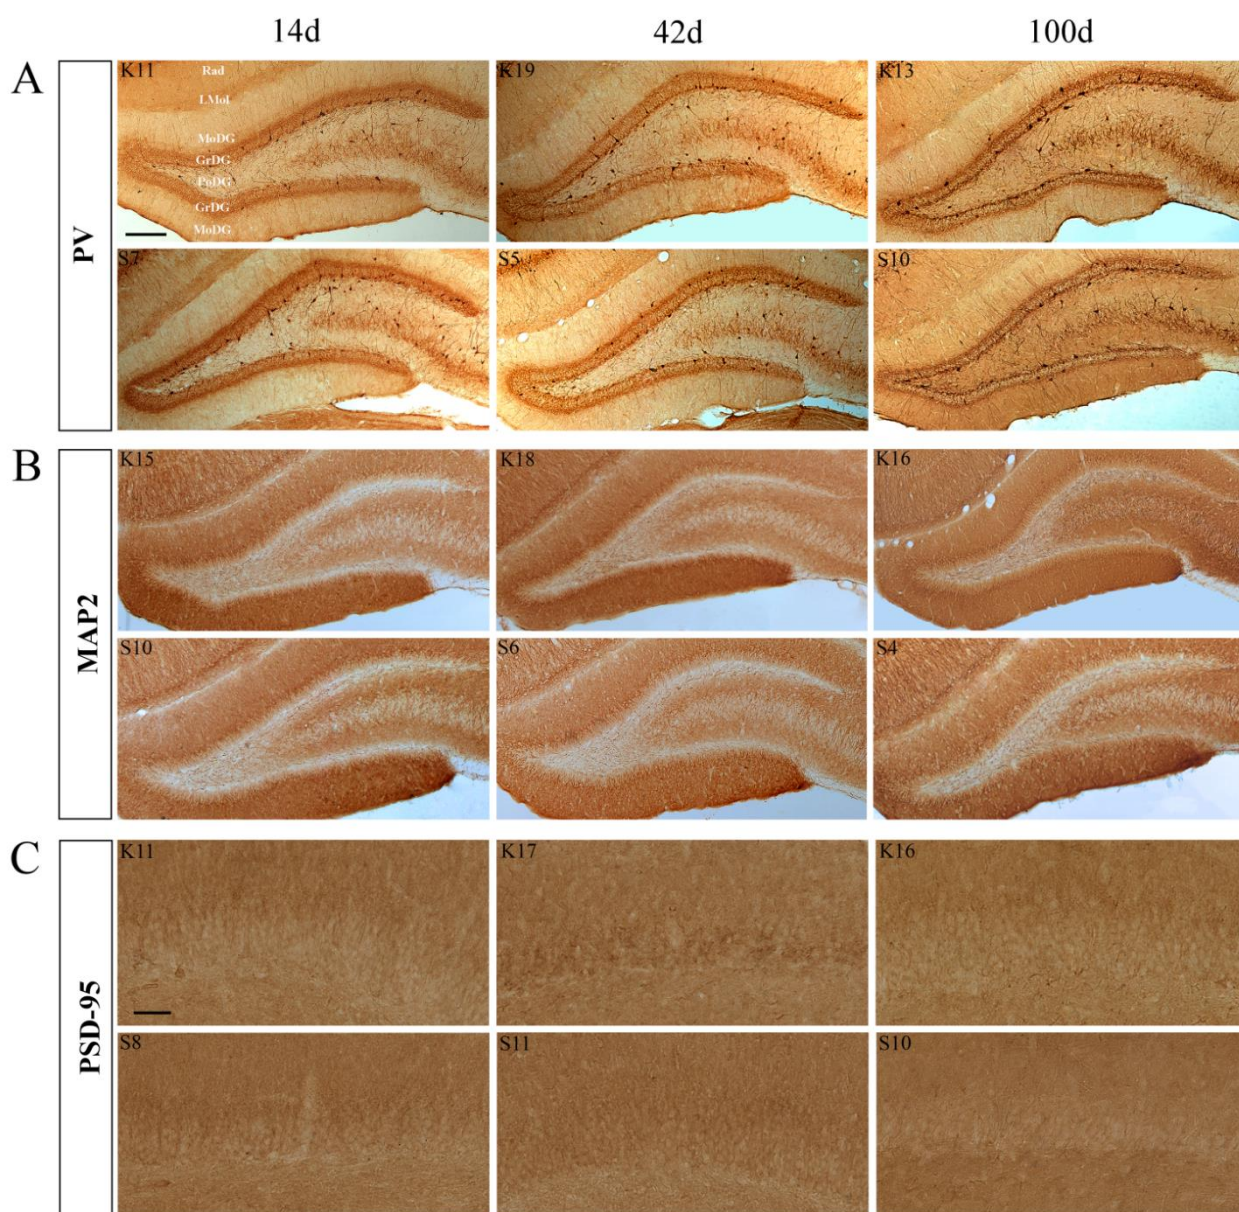 14d 42d 100d
A
PV
K11 K19 K13
Rad
LMol
MoDG
GrDG
PoDG
GrDG
MoDG
S7 S5 S10
B
MAP2
K15 K18 K16
S10 S6 S4
C
PSD-95
K11 K17 K16
S8 S11 S10